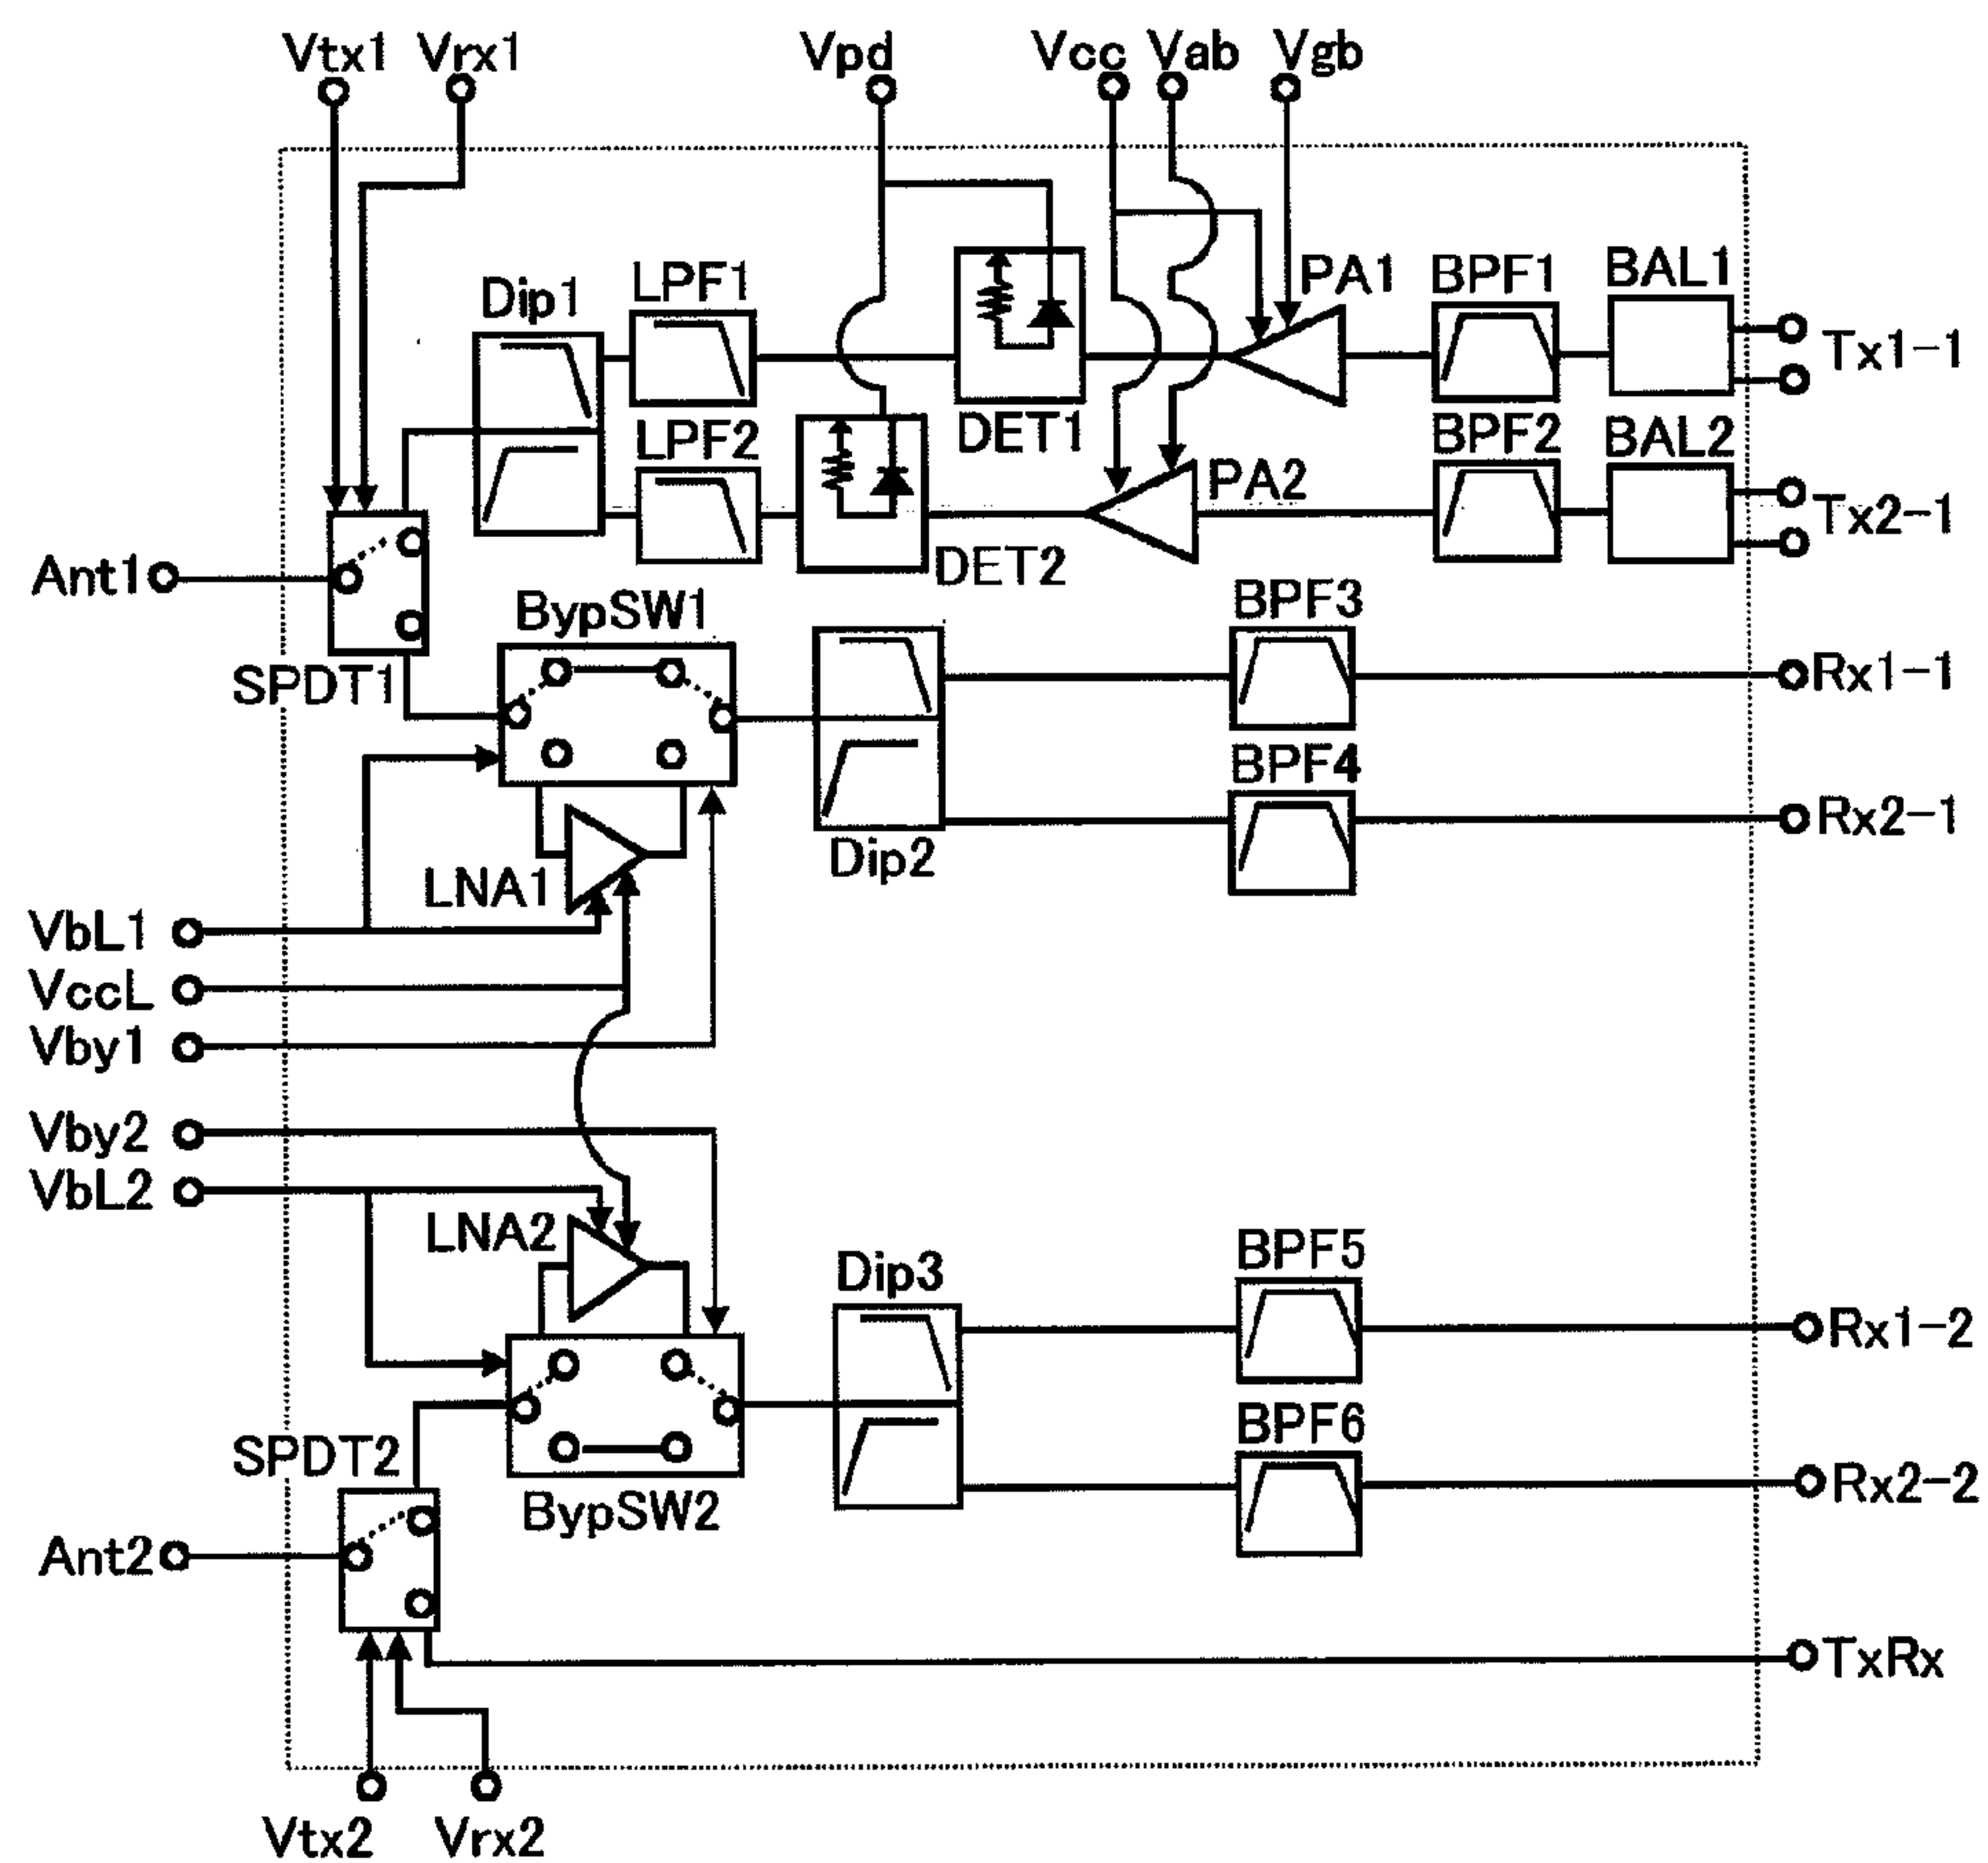 Vtx1 Vrx1 Vpd Vcc Vab Vgb
Dip1 LPF1 PA1 BPF1 BAL1
Tx1-1
LPF2 DET1 BPF2 BAL2
PA2 Tx2-1
Ant1 DET2
BypSW1 BPF3
SPDT1 Rx1-1
BPF4
Rx2-1
LNA1 Dip2
VbL1
VccL
Vby1
Vby2
VbL2
LNA2 Dip3 BPF5
Rx1-2
SPDT2 BPF6
BypSW2 Rx2-2
Ant2
TxRx
Vtx2 Vrx2